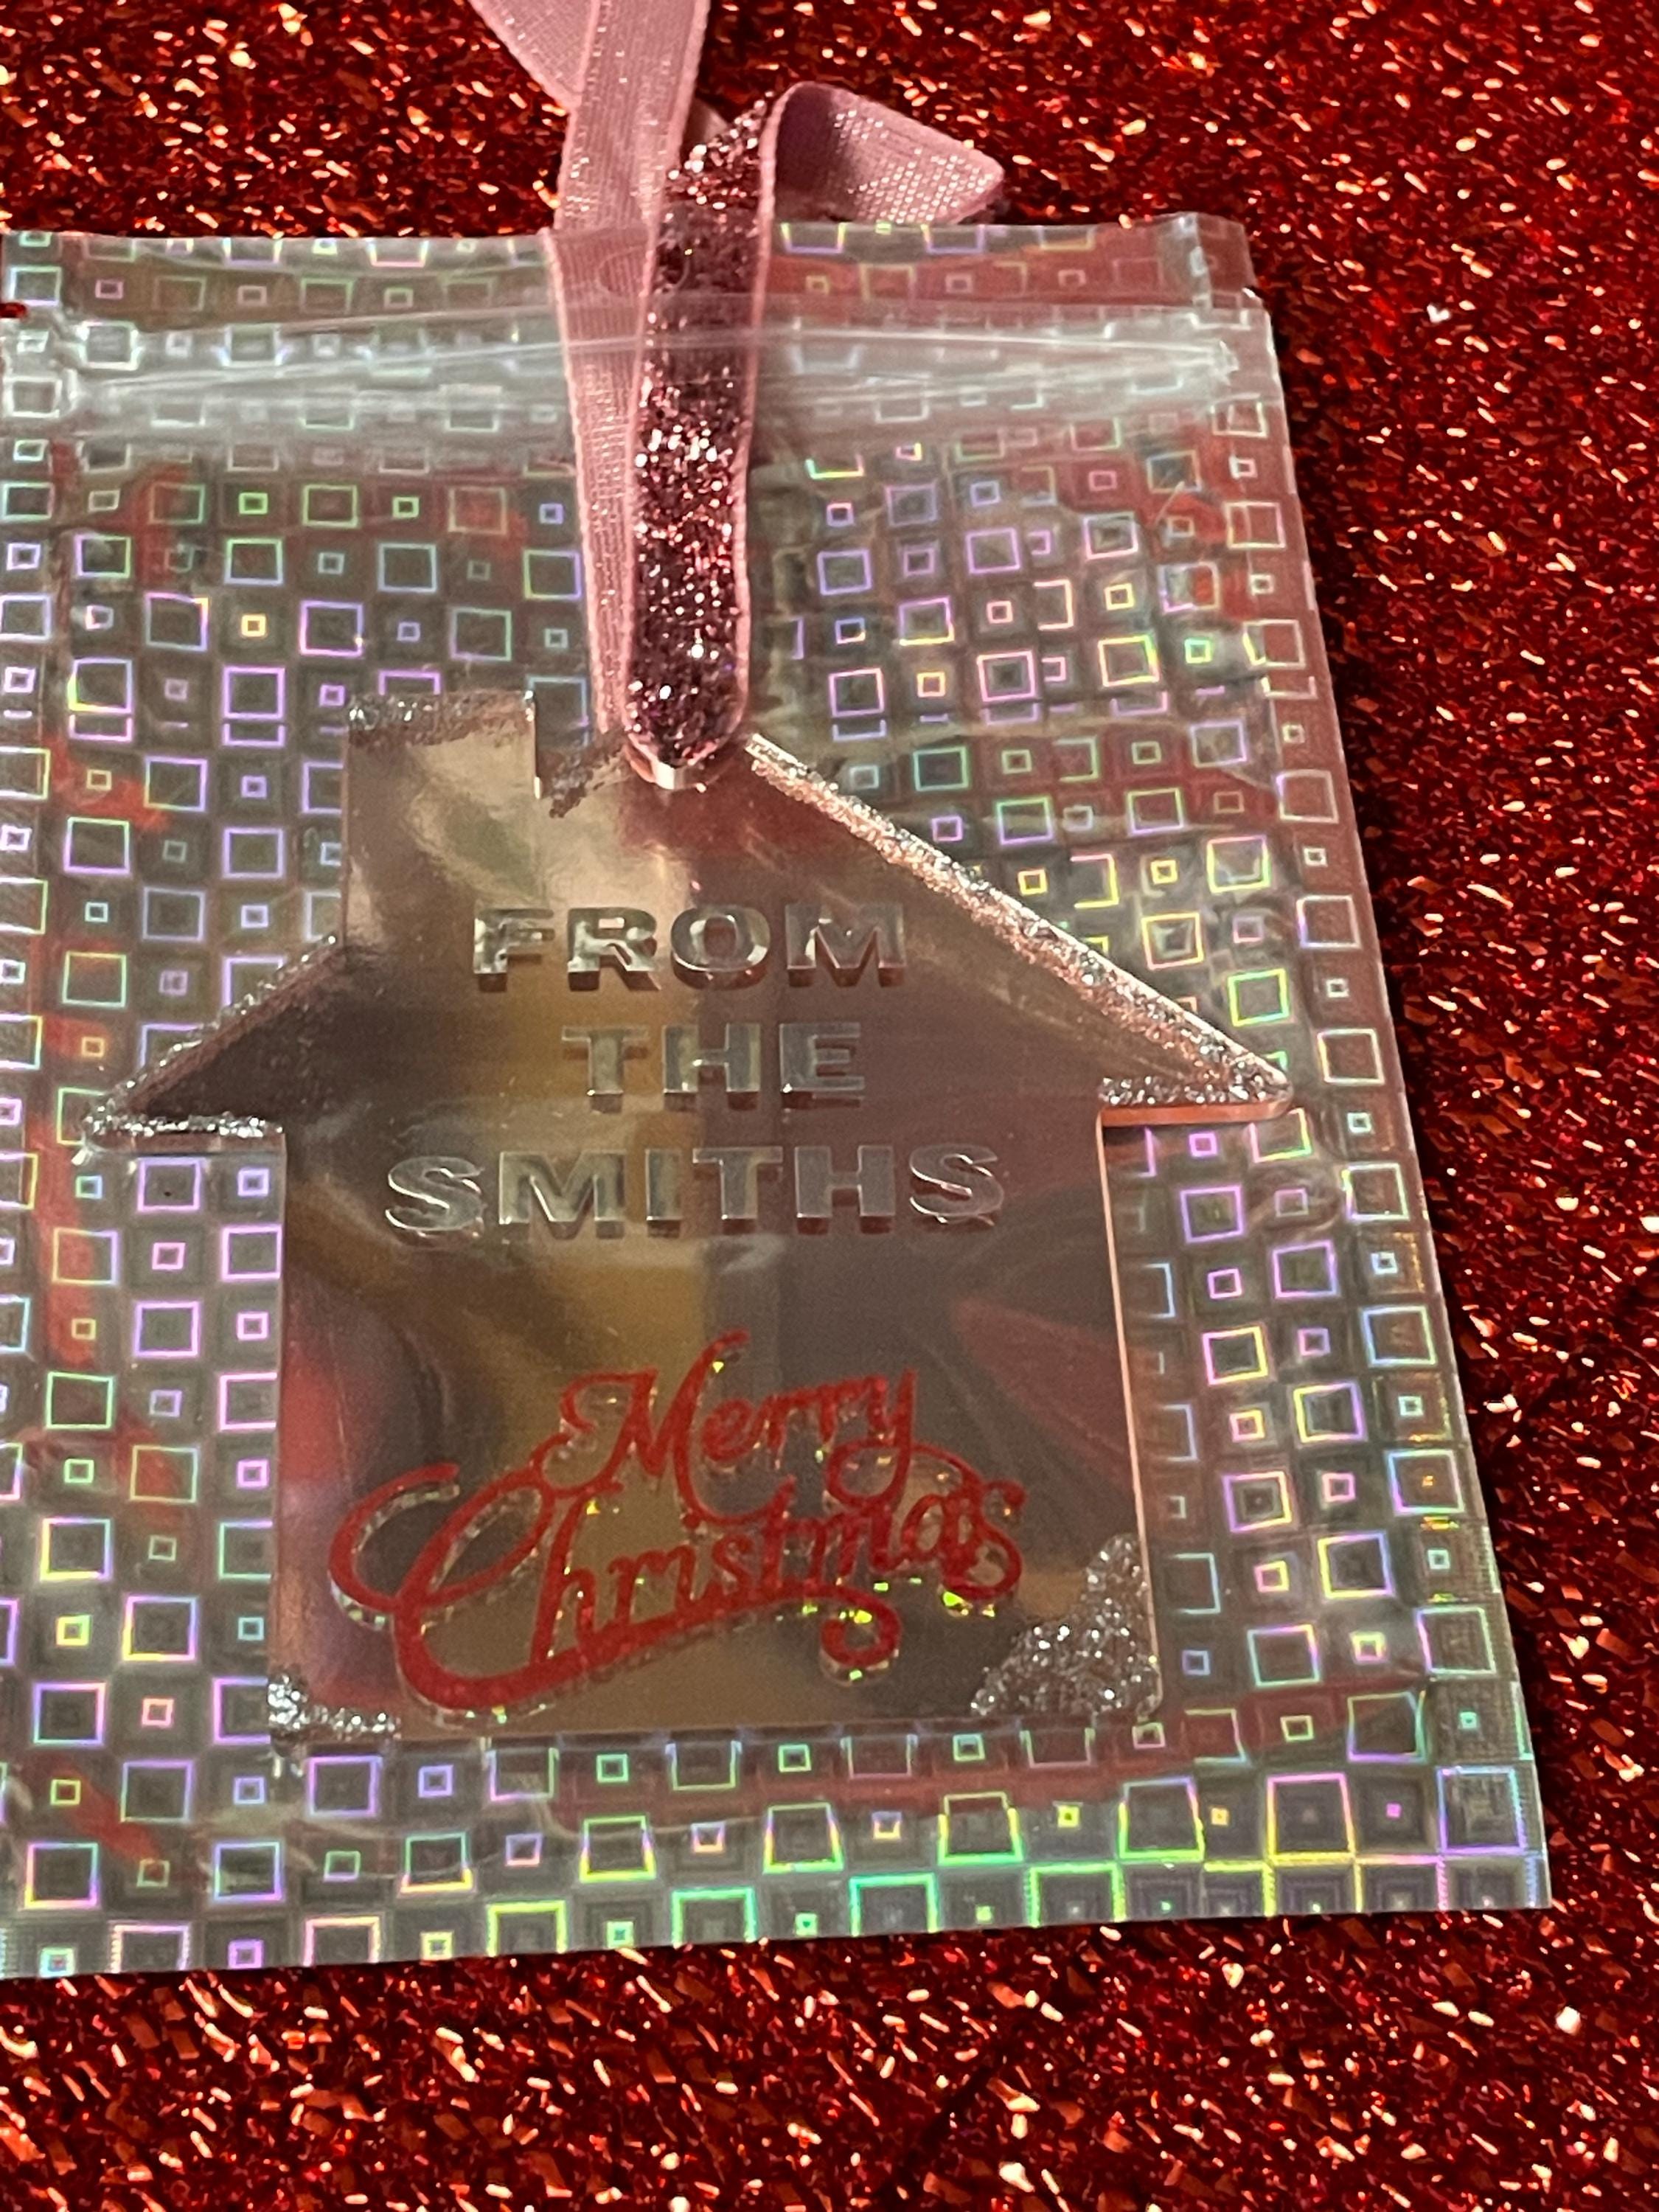 FROM
THE
SMITHS
Merry
Christmas